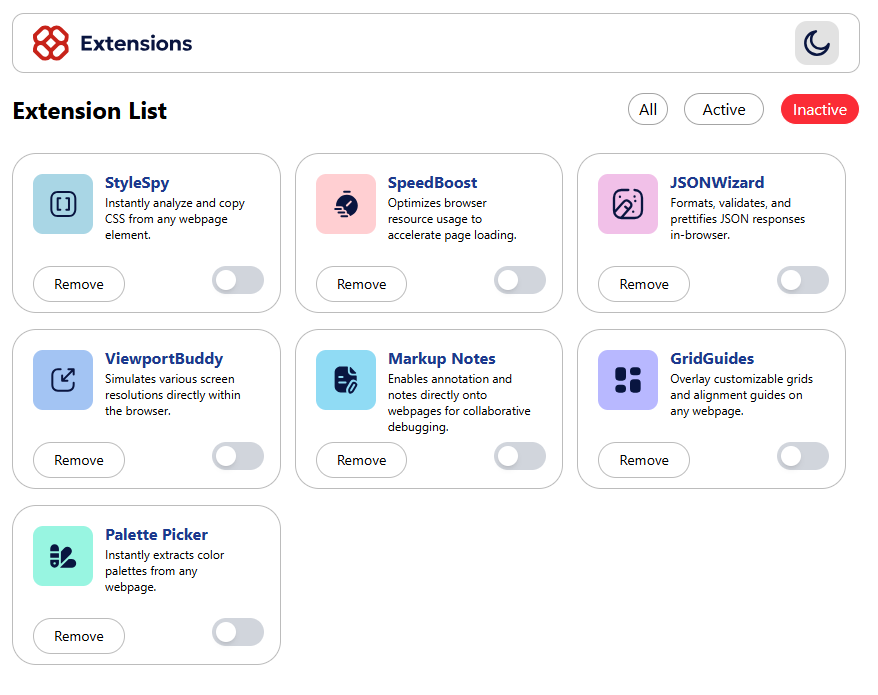 Extensions
Extension List
All
Active
Inactive
StyleSpy
Instantly analyze and copy
CSS from any webpage
element.
Remove
SpeedBoost
Optimizes browser
resource usage to
accelerate page loading.
Remove
JSONWizard
Formats, validates, and
prettifies JSON responses
in-browser.
Remove
ViewportBuddy
Simulates various screen
resolutions directly within
the browser.
Remove
Markup Notes
Enables annotation and
notes directly onto
webpages for collaborative
debugging.
Remove
GridGuides
Overlay customizable grids
and alignment guides on
any webpage.
Remove
Palette Picker
Instantly extracts color
palettes from any
webpage.
Remove